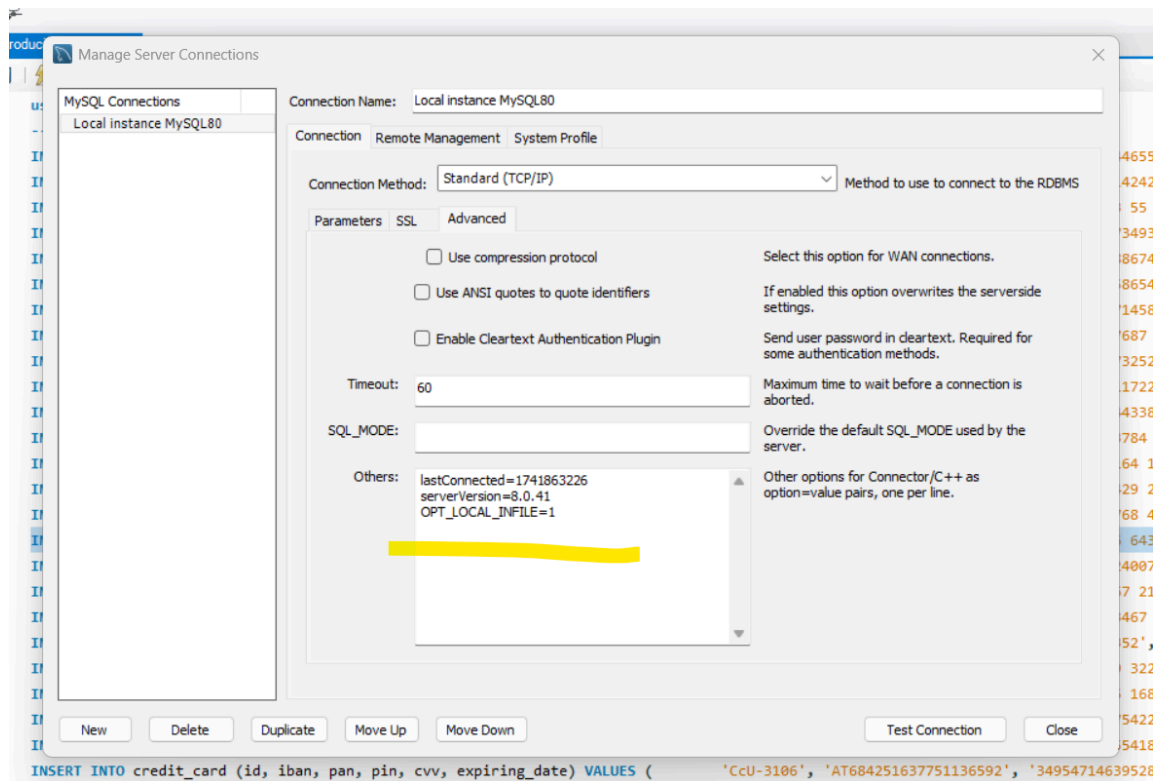 roduc
Manage Server Connections
MySQL Connections
Local instance MySQL80
Connection Name: Local instance MySQL80
Connection Remote Management System Profile
Connection Method: Standard (TCP/IP) Method to use to connect to the RDBMS
Parameters SSL Advanced
Use compression protocol Select this option for WAN connections.
Use ANSI quotes to quote identifiers If enabled this option overwrites the serverside
settings.
Enable Cleartext Authentication Plugin Send user password in cleartext. Required for
some authentication methods.
Timeout: 60 Maximum time to wait before a connection is
aborted.
SQL_MODE: Override the default SQL_MODE used by the
server.
Others: lastConnected=1741863226 Other options for Connector/C++ as
serverVersion=8.0.41 option=value pairs, one per line.
OPT_LOCAL_INFILE=1
New Delete Duplicate Move Up Move Down Test Connection Close
INSERT INTO credit_card (id, iban, pan, pin, cvv, expiring_date) VALUES ( 'CcU-3106', 'AT684251637751136592', '34954714639528